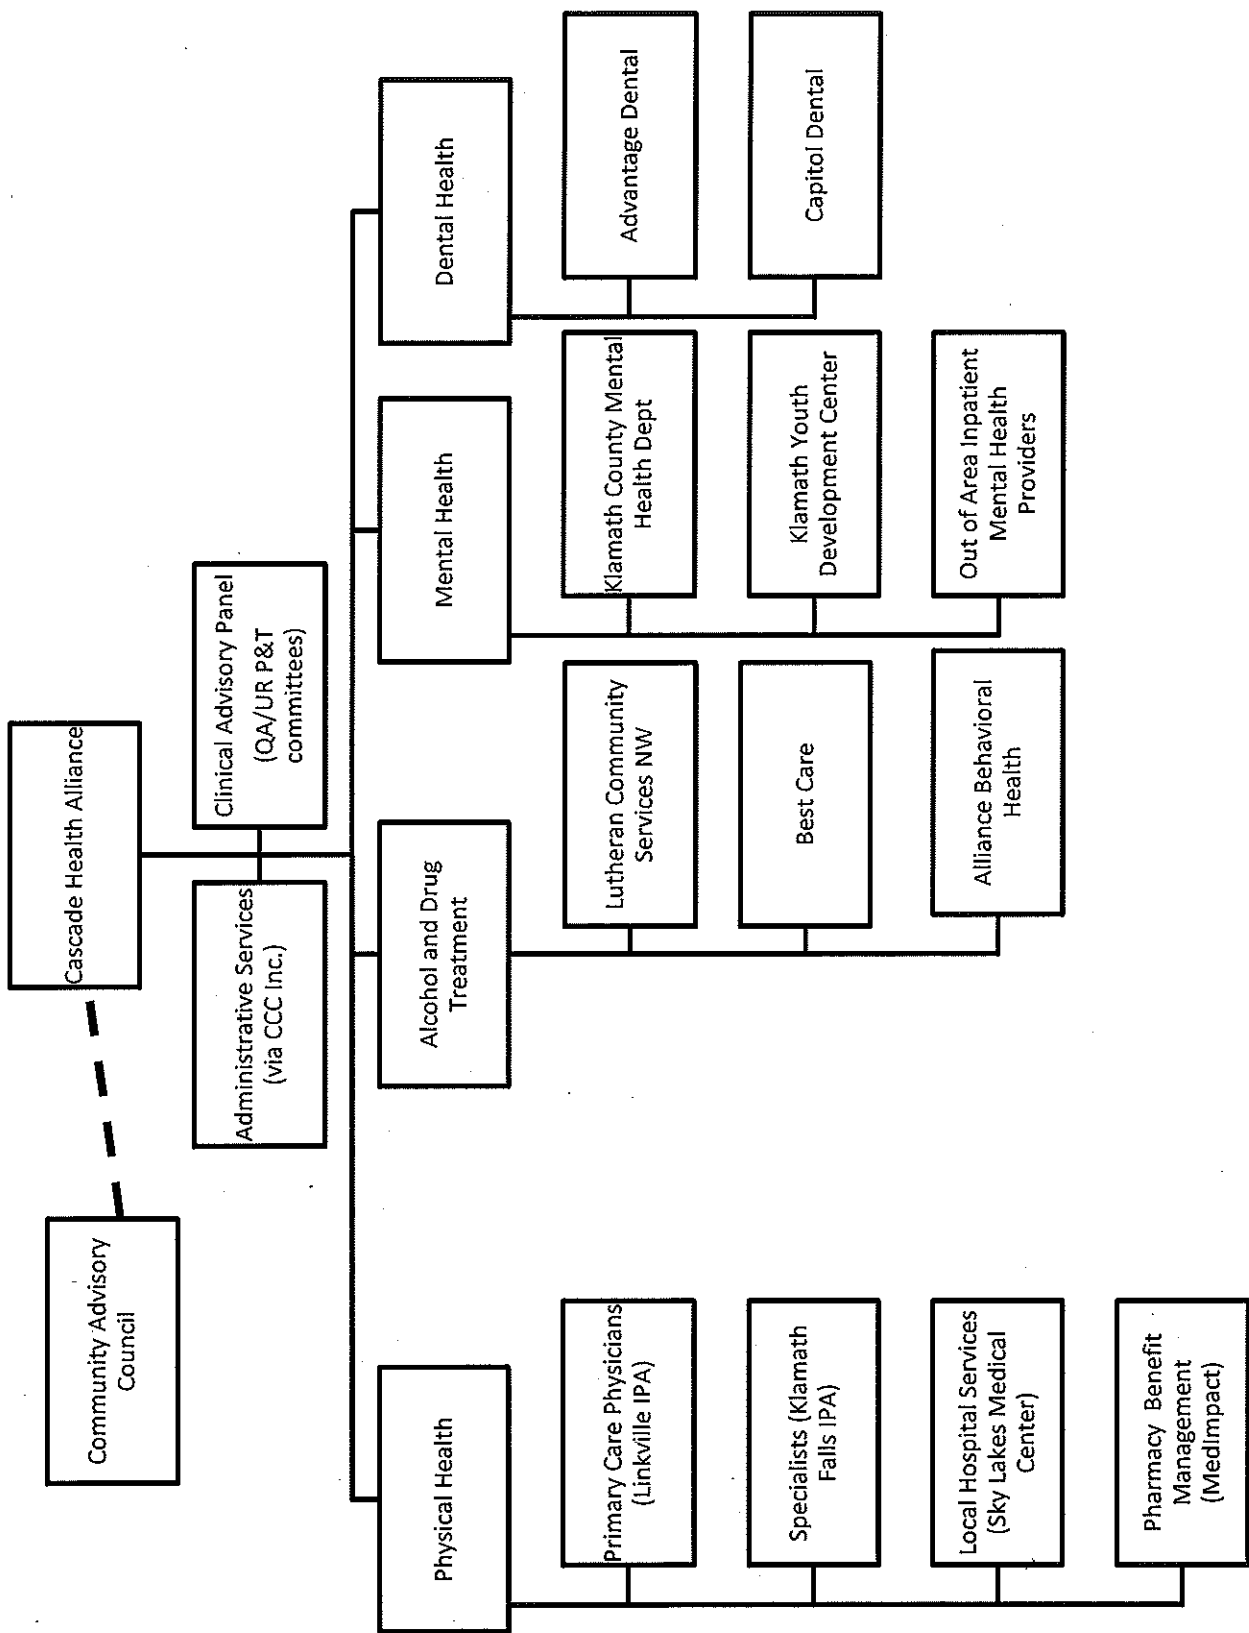 Cascade Health Alliance
Community Advisory
Council
Administrative Services
(via CCC Inc.)
Clinical Advisory Panel
(QA/UR P&T
committees)
Physical Health
Alcohol and Drug
Treatment
Mental Health
Dental Health
Primary Care Physicians
(Linkville IPA)
Specialists (Klamath
Falls IPA)
Local Hospital Services
(Sky Lakes Medical
Center)
Pharmacy Benefit
Management
(MedImpact)
Lutheran Community
Services NW
Best Care
Alliance Behavioral
Health
Klamath County Mental
Health Dept
Klamath Youth
Development Center
Out of Area Inpatient
Mental Health
Providers
Advantage Dental
Capitol Dental